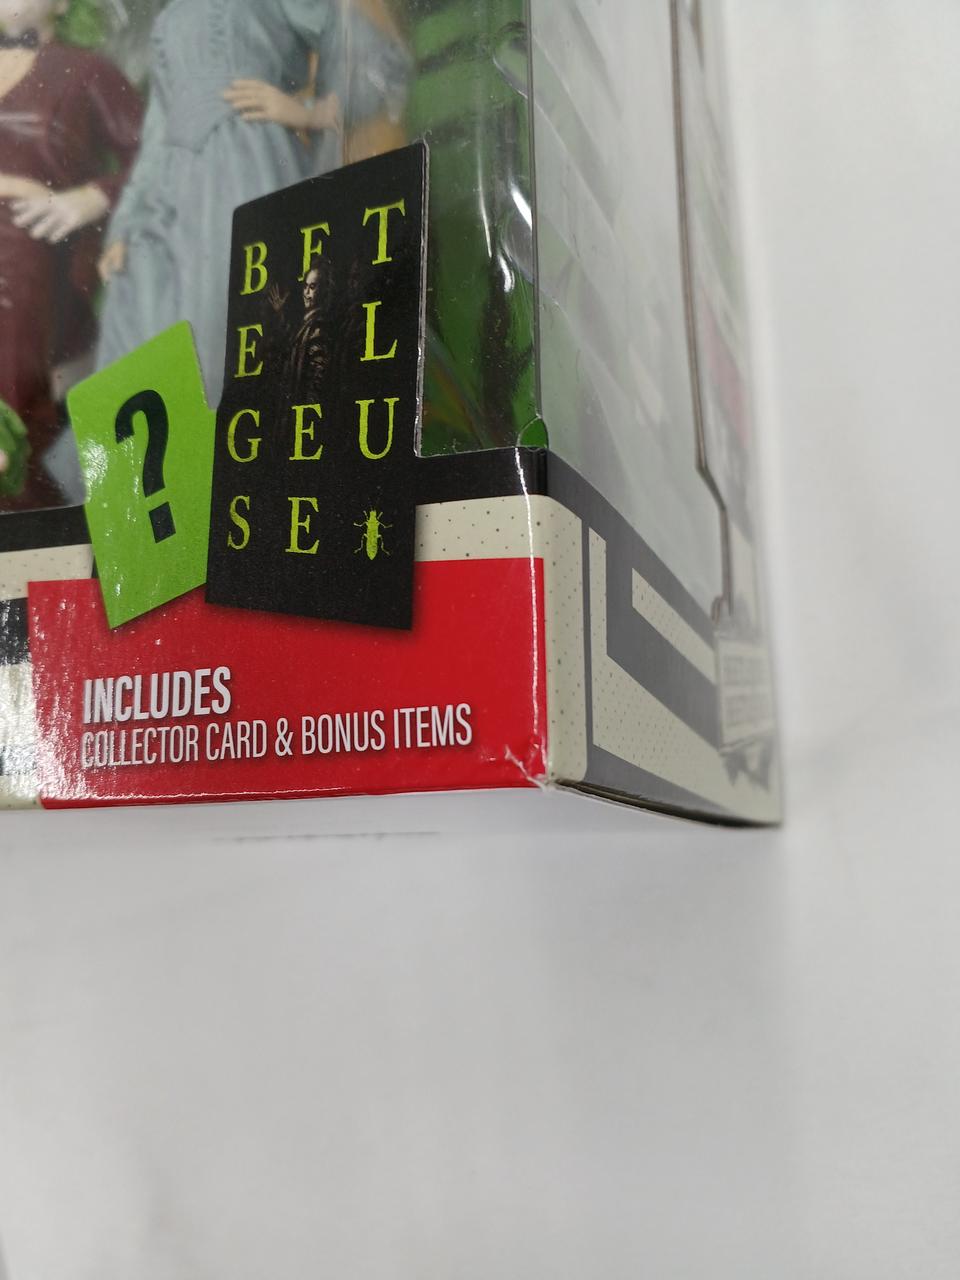 B E T
E L
G E U
S E
?
INCLUDES
COLLECTOR CARD & BONUS ITEMS